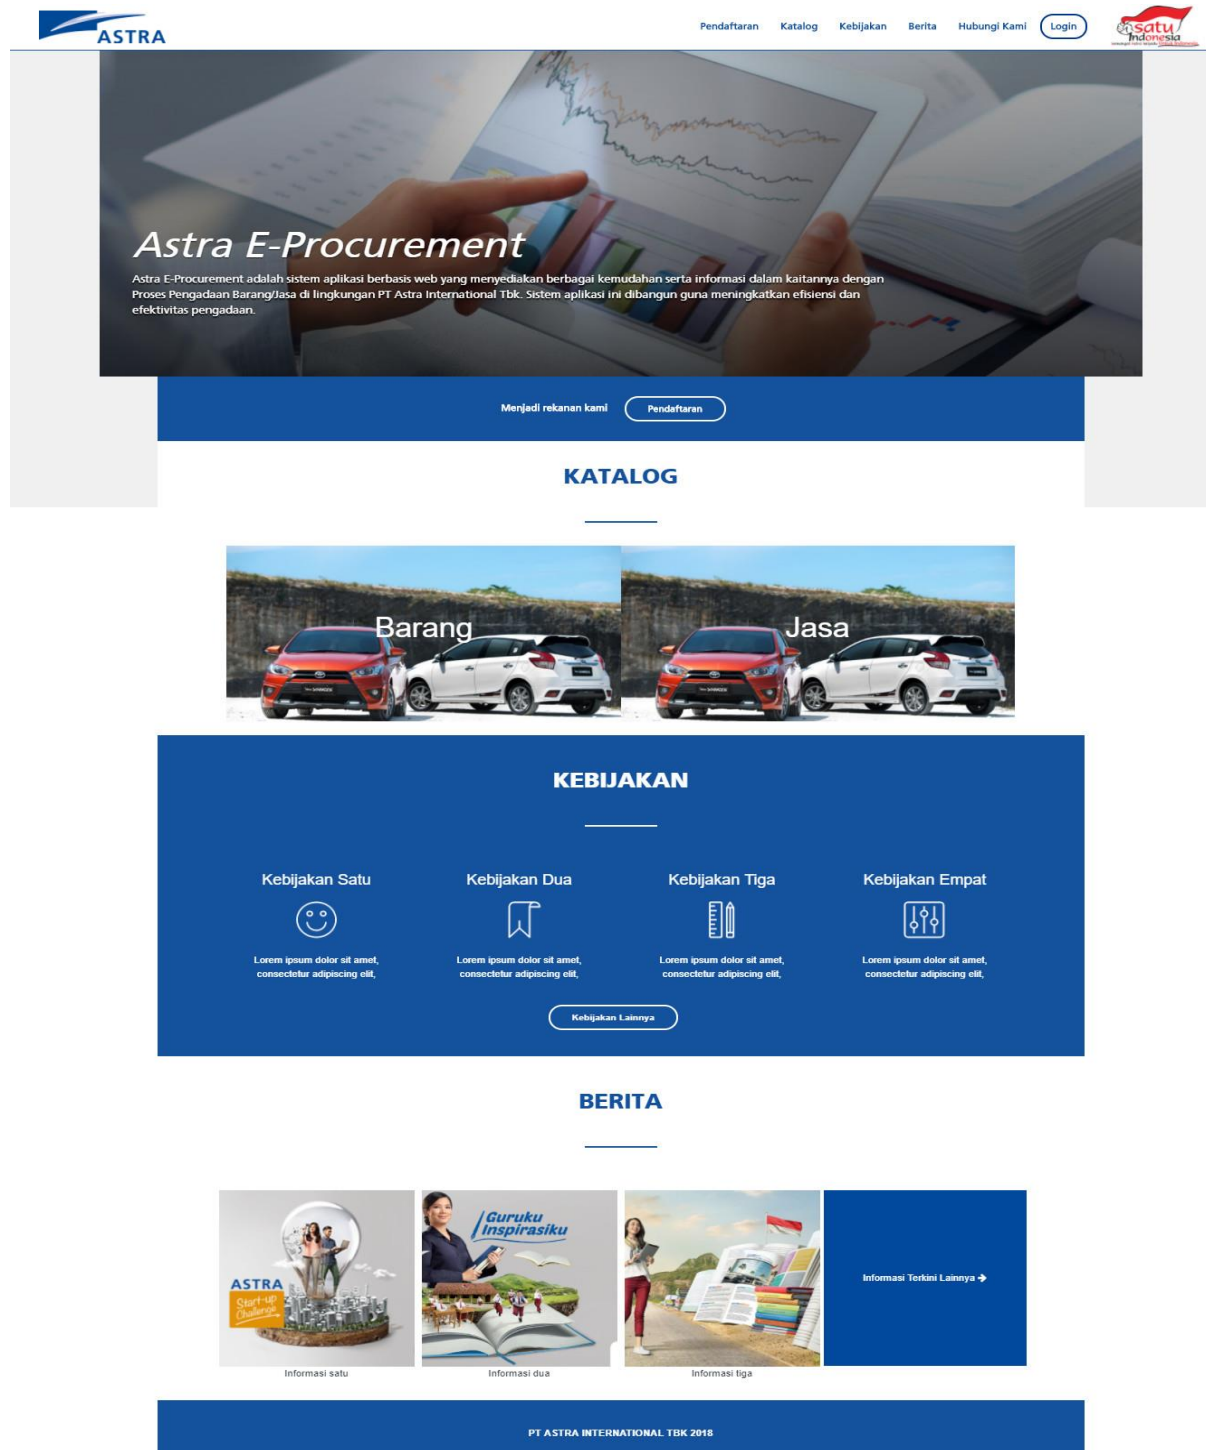 ASTRA
Pendaftaran Katalog Kebijakan Berita Hubungi Kami Login
satu
Indonesia
Astra E-Procurement
Astra E-Procurement adalah sistem aplikasi berbasis web yang menyediakan berbagai kemudahan serta informasi dalam kaitannya dengan
Proses Pengadaan Barang/Jasa di lingkungan PT Astra International Tbk. Sistem aplikasi ini dibangun guna meningkatkan efisiensi dan
efektivitas pengadaan.
Menjadi rekanan kami Pendaftaran
KATALOG
Barang
Jasa
KEBIJAKAN
Kebijakan Satu Kebijakan Dua Kebijakan Tiga Kebijakan Empat
Lorem ipsum dolor sit amet, Lorem ipsum dolor sit amet, Lorem ipsum dolor sit amet, Lorem ipsum dolor sit amet,
consectetur adipiscing elit, consectetur adipiscing elit, consectetur adipiscing elit, consectetur adipiscing elit,
Kebijakan Lainnya
BERITA
ASTRA
Start-up
Challenge
Guruku
Inspirasiku
Informasi Terkini Lainnya
Informasi satu Informasi dua Informasi tiga
PT ASTRA INTERNATIONAL TBK 2018